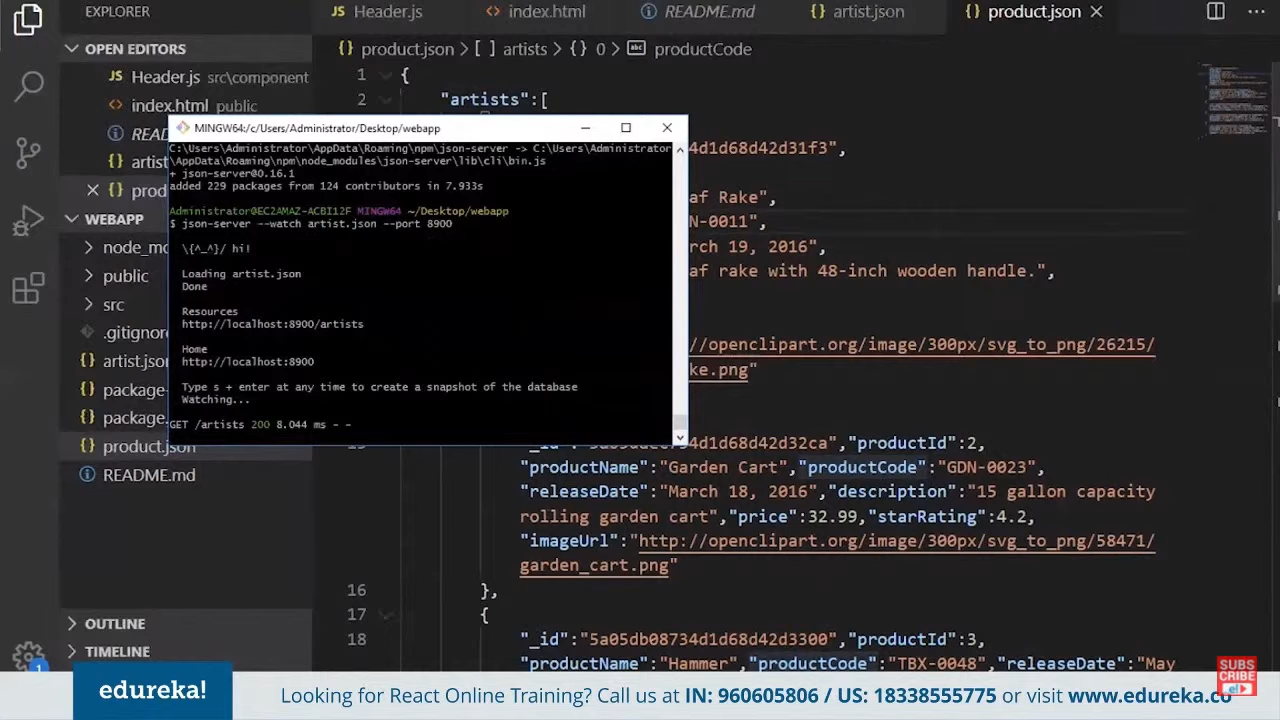 EXPLORER
Header.js
index.html
README.md
artist.json
product.json
OPEN EDITORS
product.json > [ ] artists > {} 0 > productCode
Header.js src\component
index.html public
1 {
2 "artists":[
MINGW64:/c/Users/Administrator/Desktop/webapp
C:\Users\Administrator\AppData\Roaming\npm\json-server -> C:\Users\Administrator
\AppData\Roaming\npm\node_modules\json-server\lib\cli\bin.js
+ json-server@0.16.1
added 229 packages from 124 contributors in 7.933s
Administrator@EC2AMAZ-ACBI12F MINGW64 ~/Desktop/webapp
$ json-server --watch artist.json --port 8900
\{^_^}/ hi!
Loading artist.json
Done
Resources
http://localhost:8900/artists
Home
http://localhost:8900
Type s + enter at any time to create a snapshot of the database
Watching...
GET /artists 200 8.044 ms - -
READ
artist
prod
WEBAPP
node_mo
public
src
.gitignore
artist.json
package-
package.
product.json
README.md
OUTLINE
TIMELINE
4d1d68d42d31f3",
af Rake",
N-0011",
rch 19, 2016",
af rake with 48-inch wooden handle.",
//openclipart.org/image/300px/svg_to_png/26215/
ke.png"
4d1d68d42d32ca","productId":2,
"productName":"Garden Cart","productCode":"GDN-0023",
"releaseDate":"March 18, 2016","description":"15 gallon capacity
rolling garden cart","price":32.99,"starRating":4.2,
"imageUrl":"http://openclipart.org/image/300px/svg_to_png/58471/
garden_cart.png"
16 },
17 {
18 "_id":"5a05db08734d1d68d42d3300","productId":3,
"productName":"Hammer","productCode":"TBX-0048","releaseDate":"May
1
SUBS
CRIBE
edureka!
Looking for React Online Training? Call us at IN: 960605806 / US: 18338555775 or visit www.edureka.co